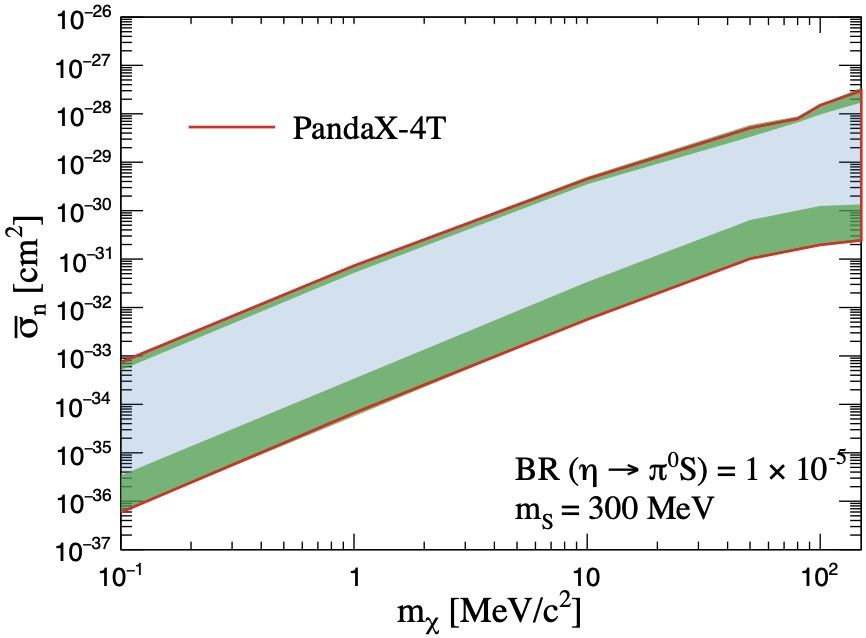 10⁻²⁶
10⁻²⁷
10⁻²⁸
10⁻²⁹
10⁻³⁰
10⁻³¹
10⁻³²
10⁻³³
10⁻³⁴
10⁻³⁵
10⁻³⁶
10⁻³⁷
σ̅ₙ [cm²]
PandaX-4T
BR (η → π⁰S) = 1 × 10⁻⁵
m_S = 300 MeV
10⁻¹ 1 10 10²
m_χ [MeV/c²]